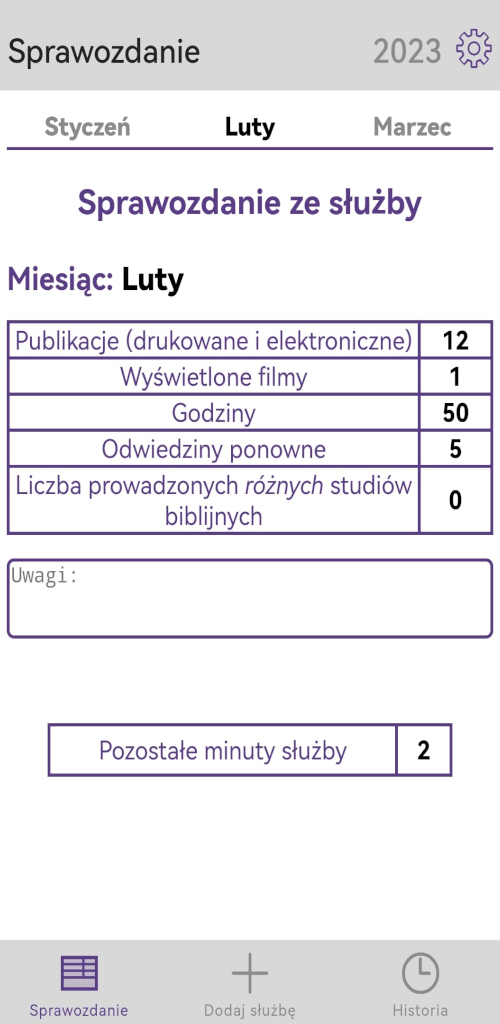 Sprawozdanie 2023
Styczeń Luty Marzec
Sprawozdanie ze służby
Miesiąc: Luty
Publikacje (drukowane i elektroniczne) 12
Wyświetlone filmy 1
Godziny 50
Odwiedziny ponowne 5
Liczba prowadzonych różnych studiów
biblijnych 0
Uwagi:
Pozostałe minuty służby 2
Sprawozdanie Dodaj służbę Historia